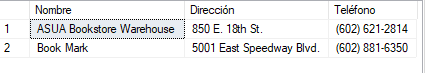 Nombre Dirección Teléfono
1 ASUA Bookstore Warehouse 850 E. 18th St. (602) 621-2814
2 Book Mark 5001 East Speedway Blvd. (602) 881-6350